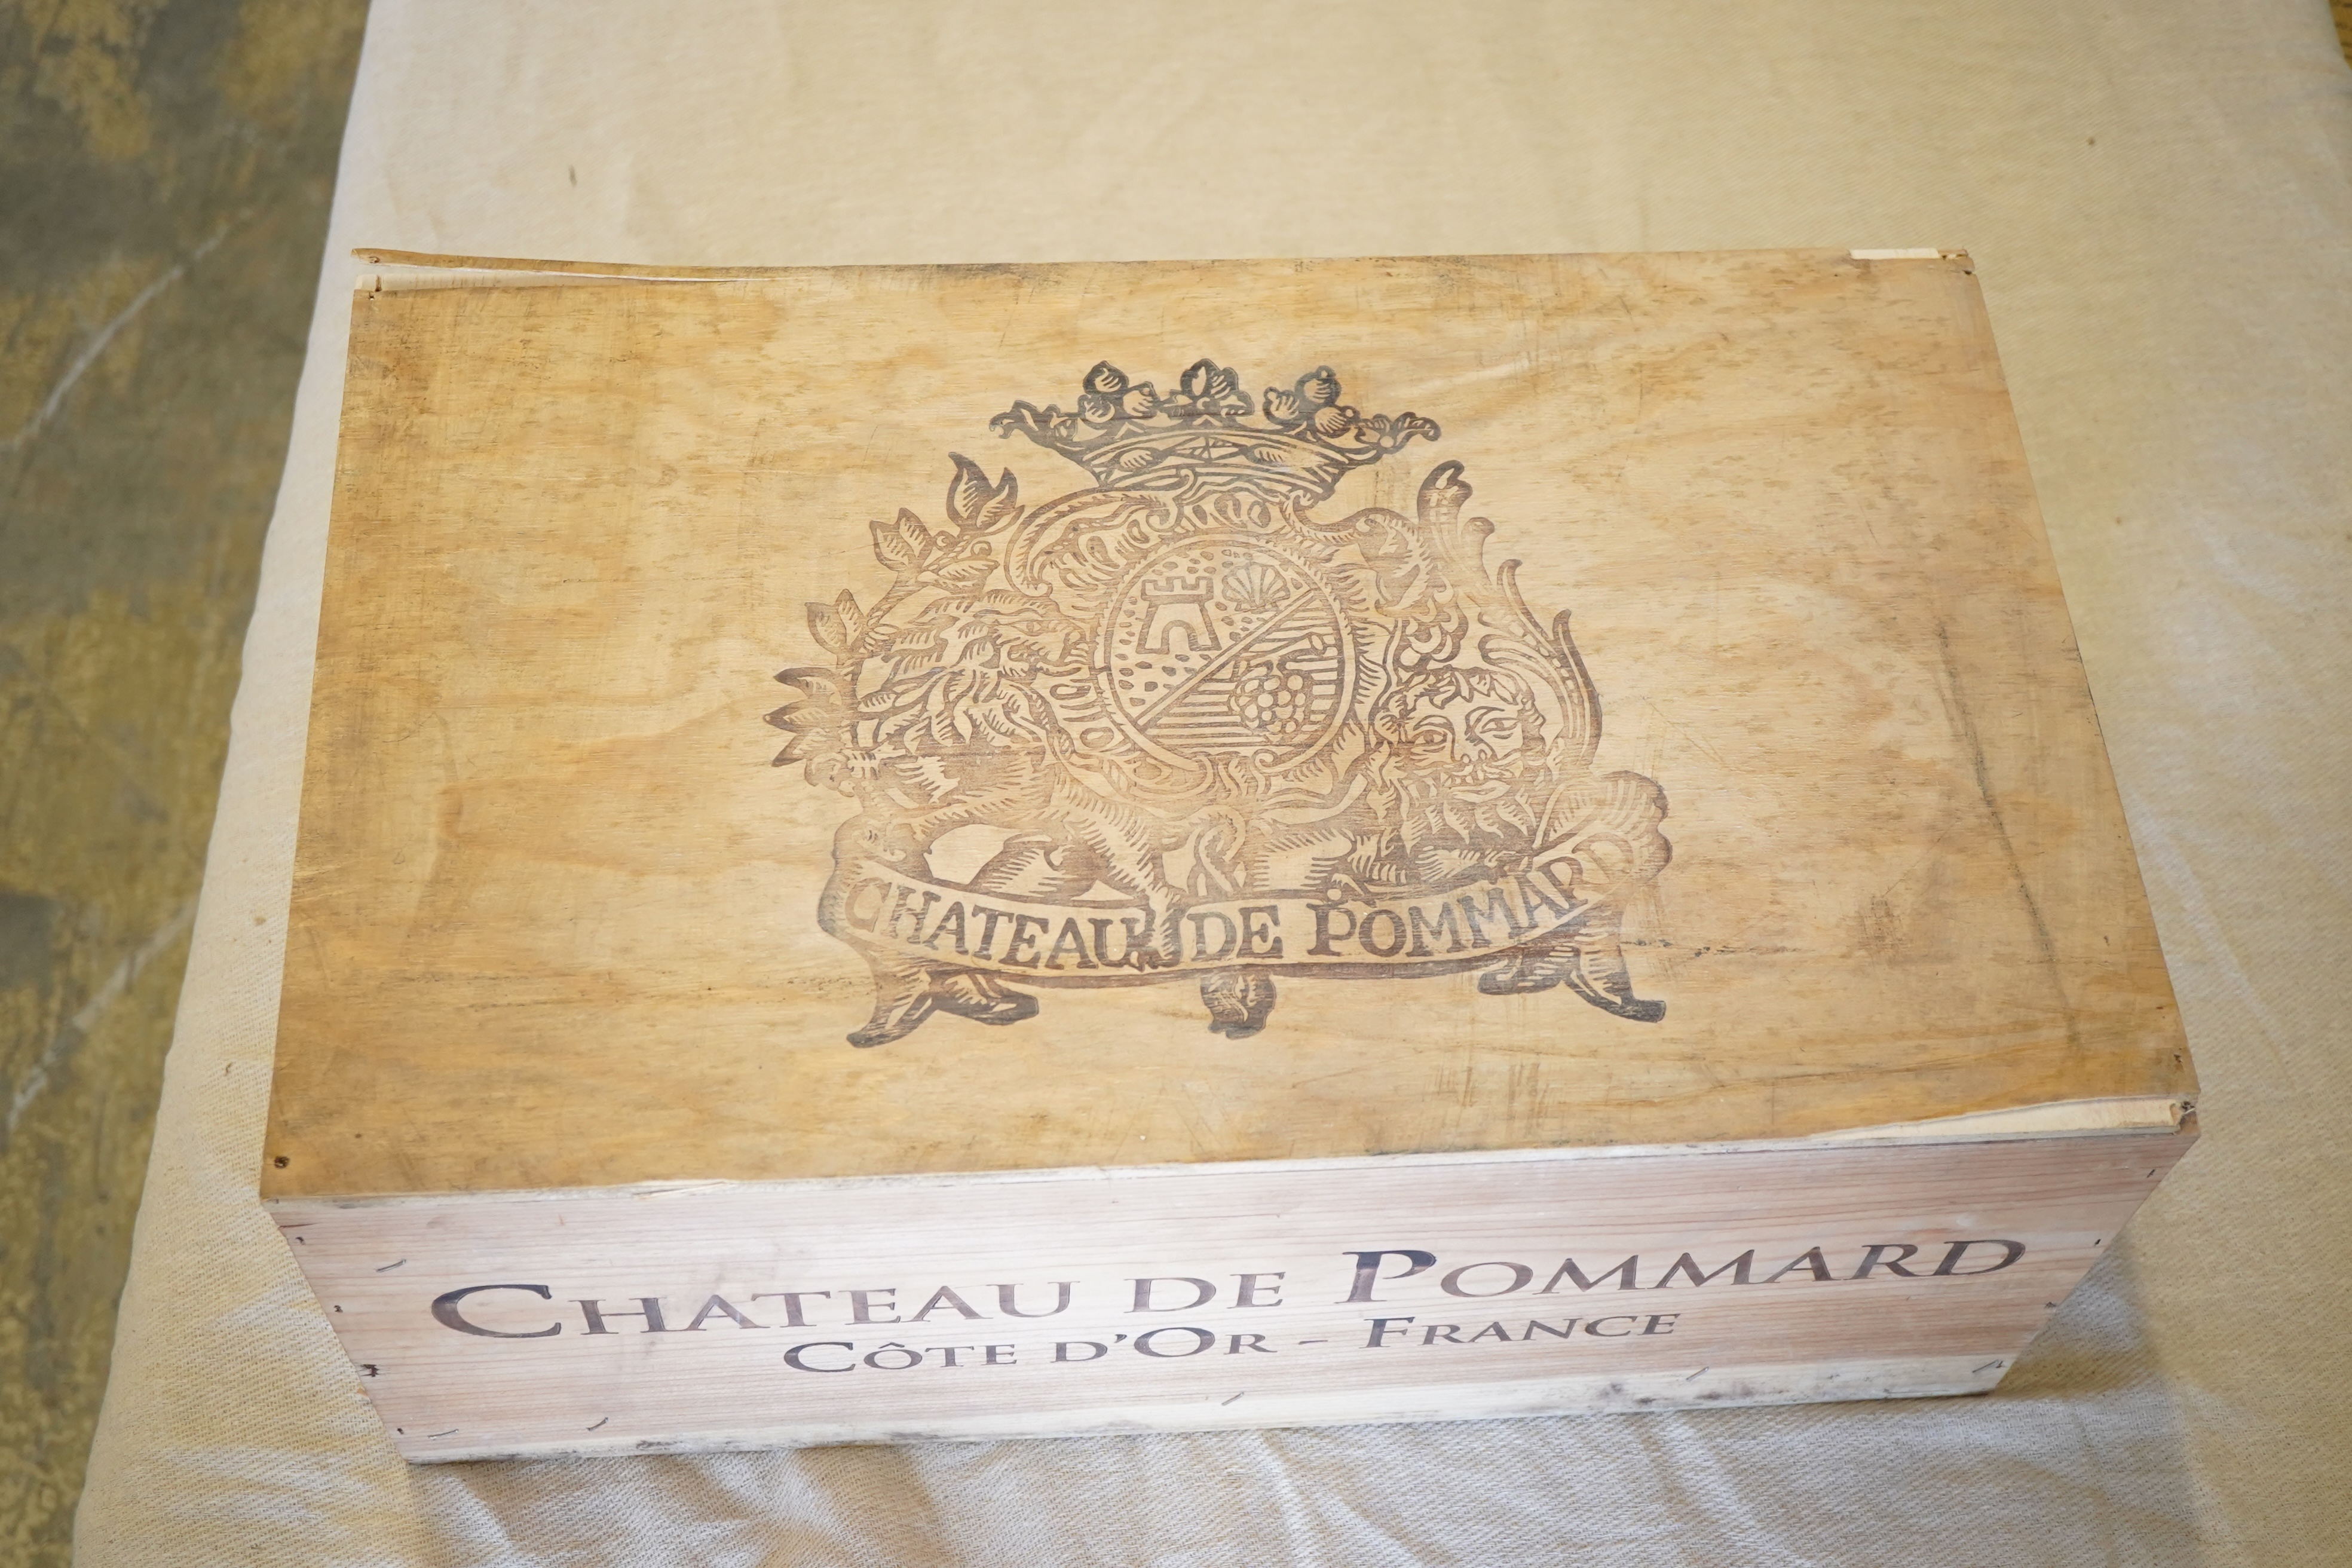 CHATEAU DE POMMARD
CHATEAU DE POMMARD
CÔTE D'OR - FRANCE